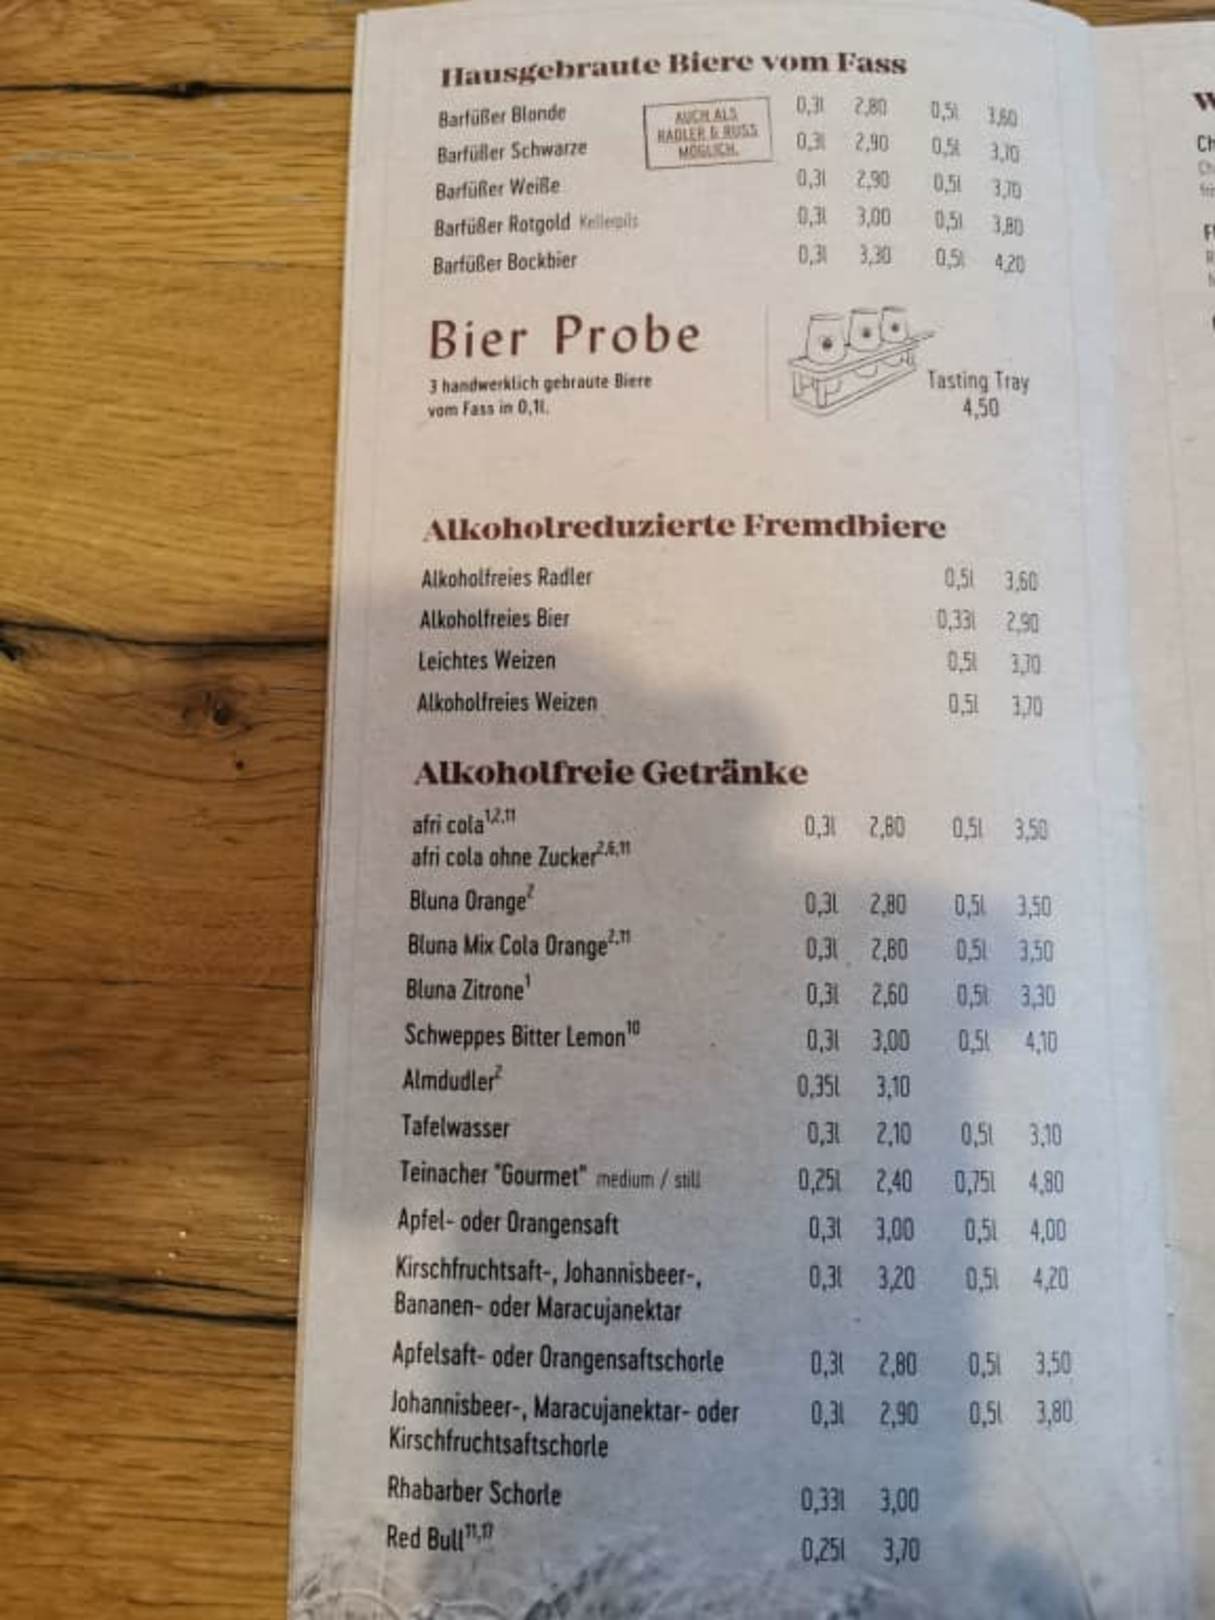 Hausgebraute Biere vom Fass
Barfüßer Blonde 0,3l 2,80 0,5l 3,60
AUCH ALS
RADLER & RUSS
MÖGLICH.
Barfüßer Schwarze 0,3l 2,90 0,5l 3,70
Barfüßer Weiße 0,3l 2,90 0,5l 3,70
Barfüßer Rotgold Kellerpils 0,3l 3,00 0,5l 3,80
Barfüßer Bockbier 0,3l 3,30 0,5l 4,20
Bier Probe
3 handwerklich gebraute Biere
vom Fass in 0,1l.
Tasting Tray
4,50
Alkoholreduzierte Fremdbiere
Alkoholfreies Radler 0,5l 3,60
Alkoholfreies Bier 0,33l 2,90
Leichtes Weizen 0,5l 3,70
Alkoholfreies Weizen 0,5l 3,70
Alkoholfreie Getränke
afri cola1,2,11 0,3l 2,80 0,5l 3,50
afri cola ohne Zucker2,6,11
Bluna Orange2 0,3l 2,80 0,5l 3,50
Bluna Mix Cola Orange2,11 0,3l 2,80 0,5l 3,50
Bluna Zitrone1 0,3l 2,60 0,5l 3,30
Schweppes Bitter Lemon10 0,3l 3,00 0,5l 4,10
Almdudler2 0,35l 3,10
Tafelwasser 0,3l 2,10 0,5l 3,10
Teinacher "Gourmet" medium / still 0,25l 2,40 0,75l 4,80
Apfel- oder Orangensaft 0,3l 3,00 0,5l 4,00
Kirschfruchtsaft-, Johannisbeer-, 0,3l 3,20 0,5l 4,20
Bananen- oder Maracujanektar
Apfelsaft- oder Orangensaftschorle 0,3l 2,80 0,5l 3,50
Johannisbeer-, Maracujanektar- oder 0,3l 2,90 0,5l 3,80
Kirschfruchtsaftschorle
Rhabarber Schorle 0,33l 3,00
Red Bull11,17 0,25l 3,70